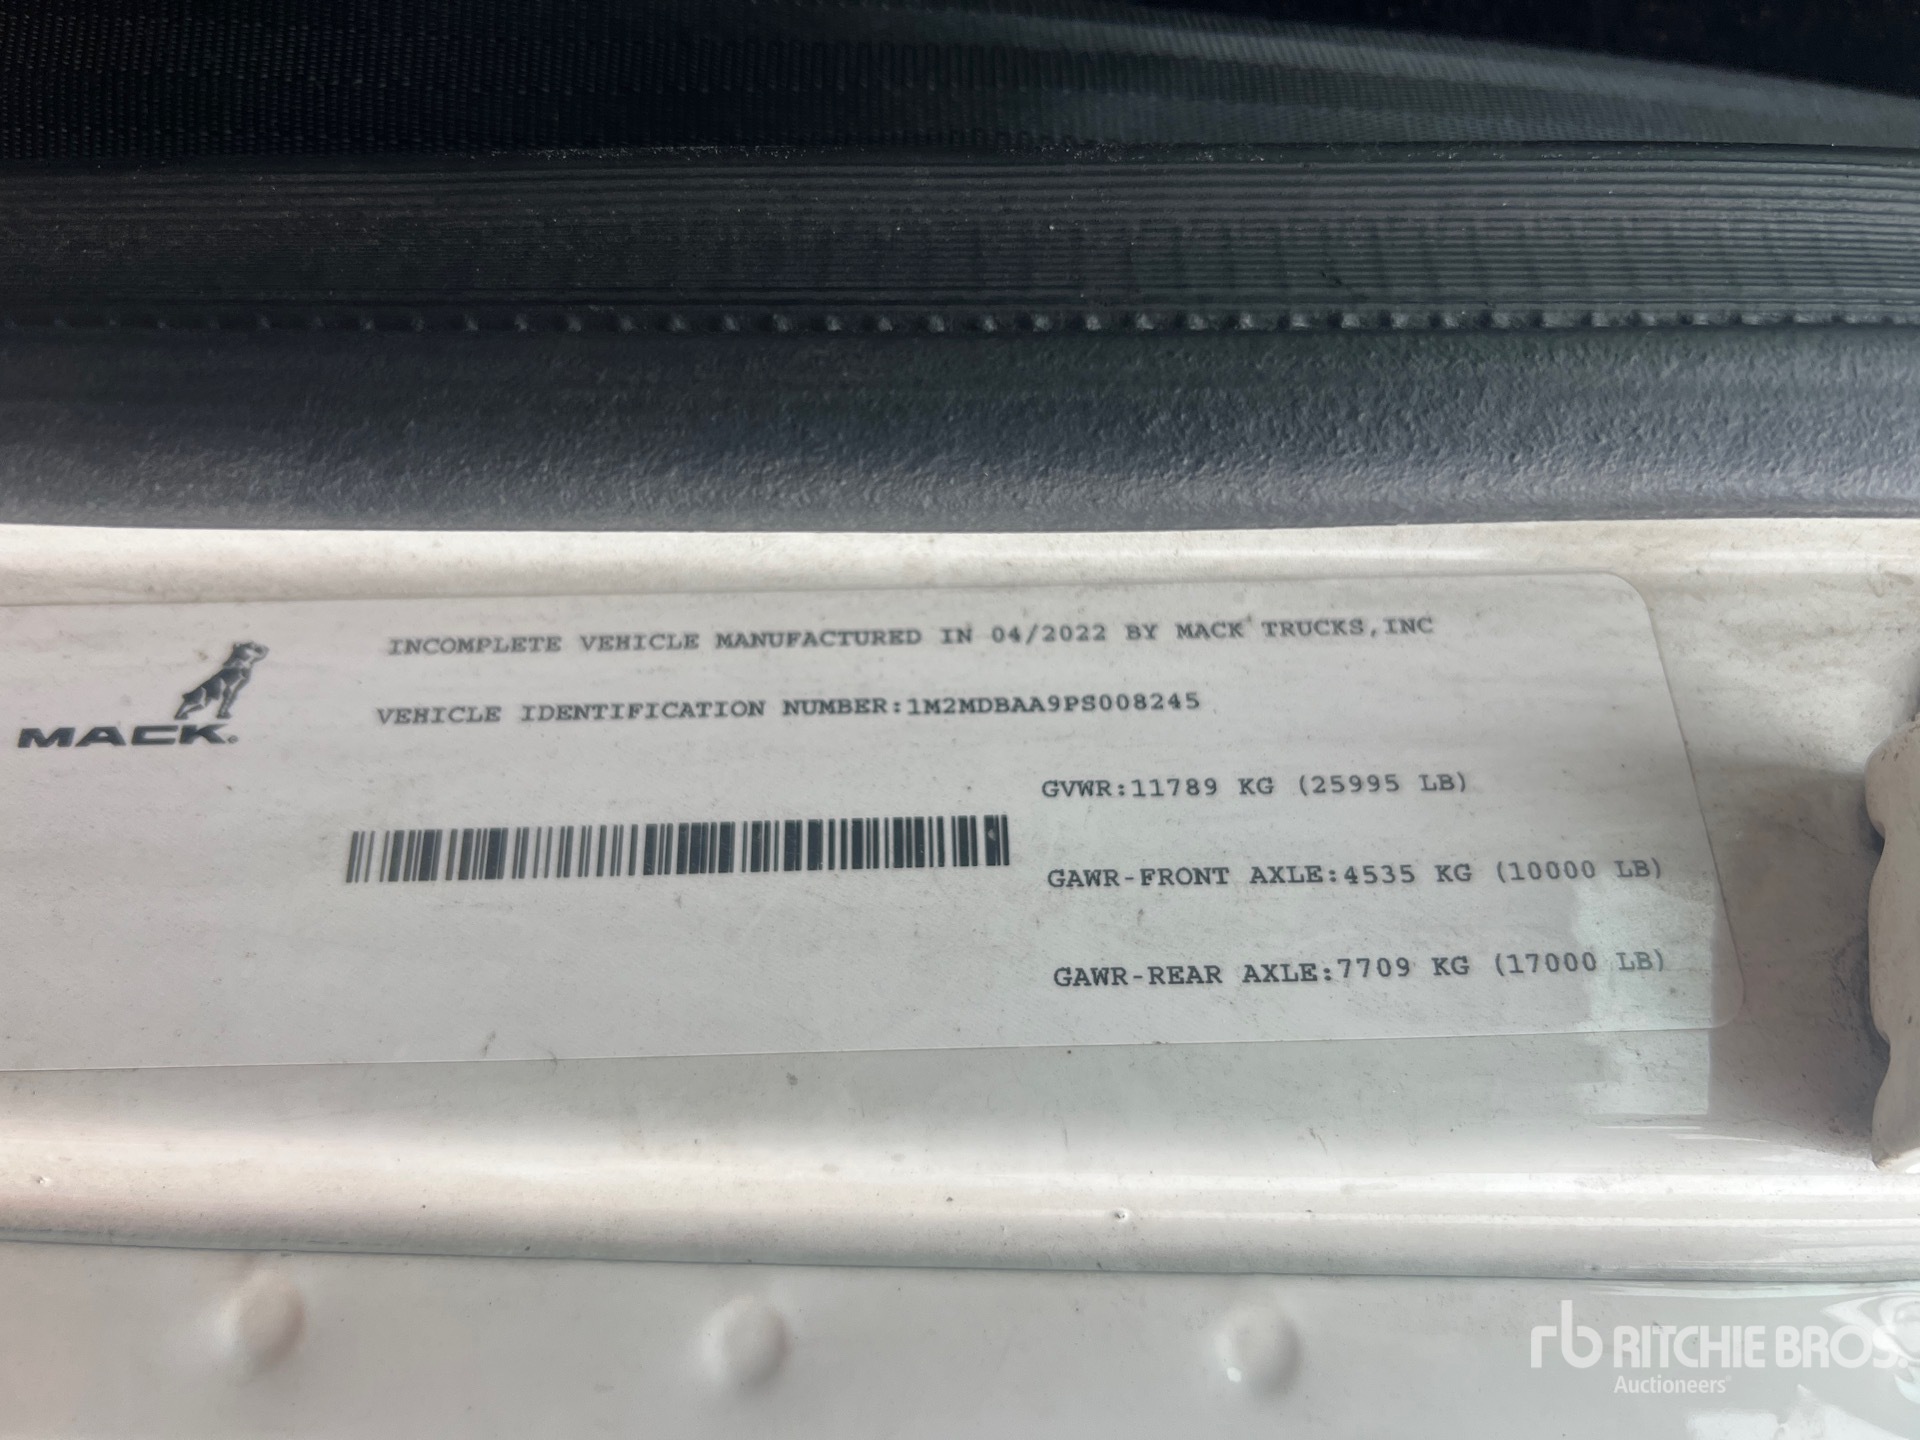 INCOMPLETE VEHICLE MANUFACTURED IN 04/2022 BY MACK TRUCKS,INC
MACK®
VEHICLE IDENTIFICATION NUMBER:1M2MDBAA9PS008245
GVWR:11789 KG (25995 LB)
GAWR-FRONT AXLE:4535 KG (10000 LB)
GAWR-REAR AXLE:7709 KG (17000 LB)
rb RITCHIE BROS.
Auctioneers